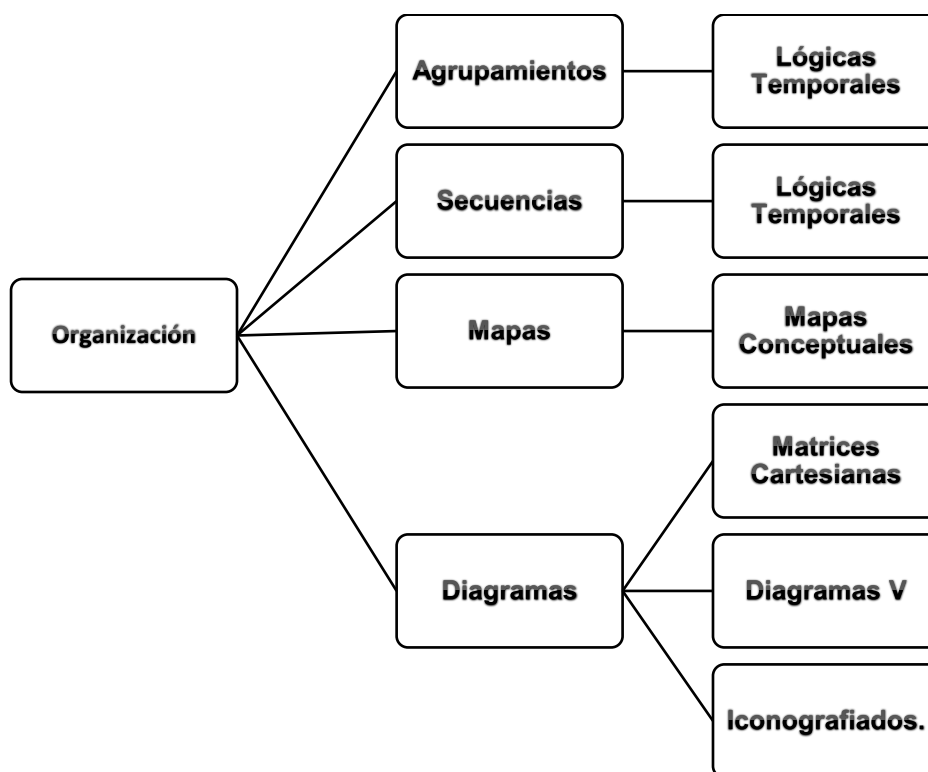 Agrupamientos
Lógicas
Temporales
Secuencias
Lógicas
Temporales
Organización
Mapas
Mapas
Conceptuales
Matrices
Cartesianas
Diagramas
Diagramas V
Iconografiados.